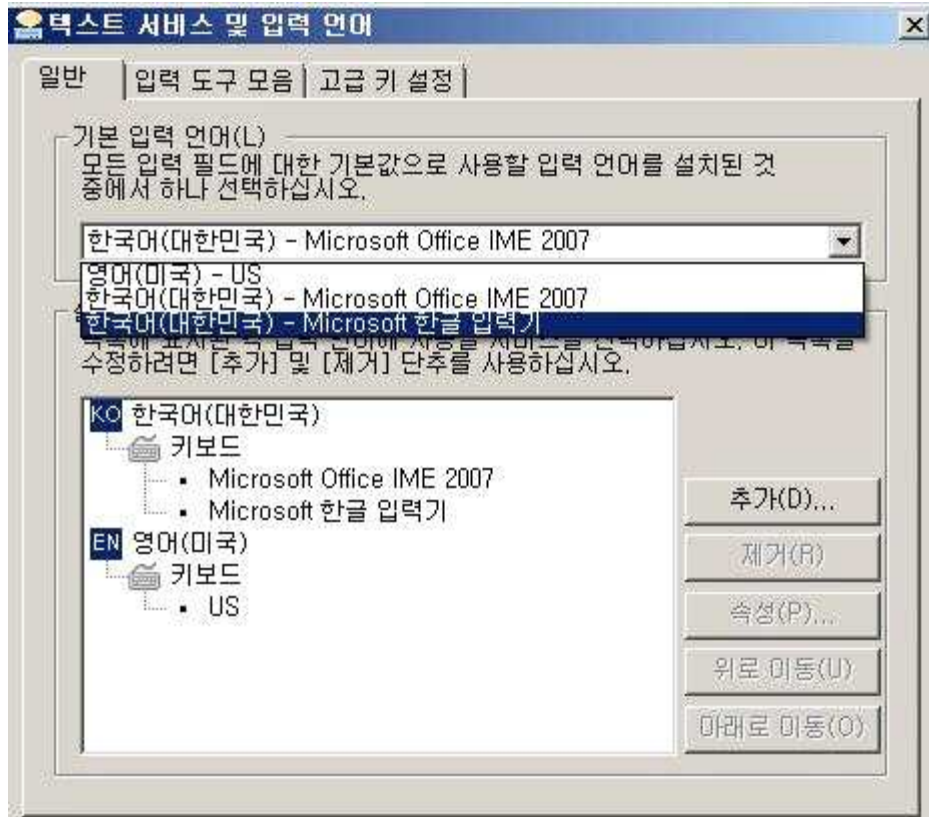 텍스트 서비스 및 입력 언어
일반
입력 도구 모음
고급 키 설정
기본 입력 언어(L)
모든 입력 필드에 대한 기본값으로 사용할 입력 언어를 설치된 것
중에서 하나 선택하십시오.
한국어(대한민국) - Microsoft Office IME 2007
영어(미국) - US
한국어(대한민국) - Microsoft Office IME 2007
한국어(대한민국) - Microsoft 한글 입력기
수정하려면 [추가] 및 [제거] 단추를 사용하십시오.
KO 한국어(대한민국)
키보드
• Microsoft Office IME 2007
• Microsoft 한글 입력기
EN 영어(미국)
키보드
• US
추가(D)...
제거(R)
속성(P)...
위로 이동(U)
아래로 이동(O)